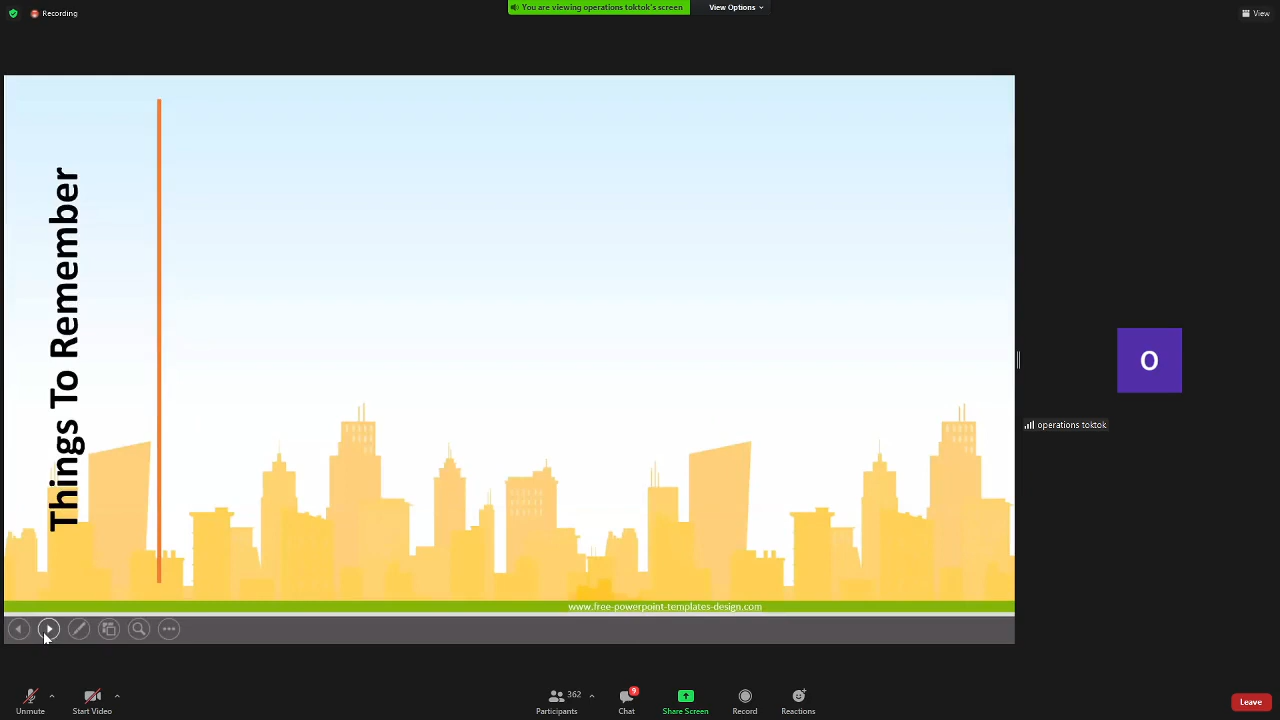 Recording
You are viewing operations toktok's screen
View Options
View
Things To Remember
O
operations toktok
www.free-powerpoint-templates-design.com
Unmute
Start Video
362
Participants
9
Chat
Share Screen
Record
Reactions
Leave